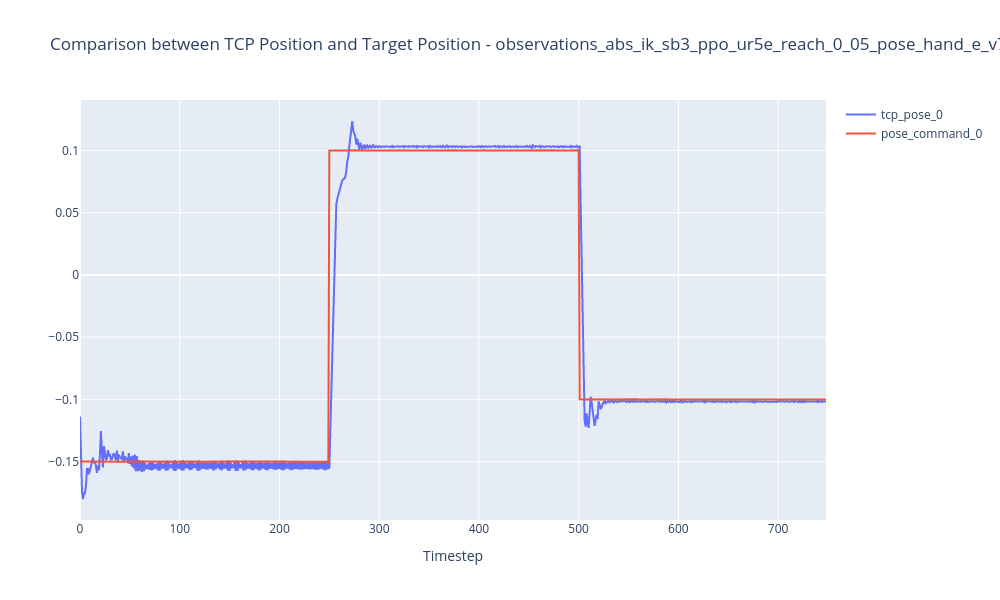 Comparison between TCP Position and Target Position - observations_abs_ik_sb3_ppo_ur5e_reach_0_05_pose_hand_e_v
tcp_pose_0
pose_command_0
0.1
0.05
0
−0.05
−0.1
−0.15
0 100 200 300 400 500 600 700
Timestep